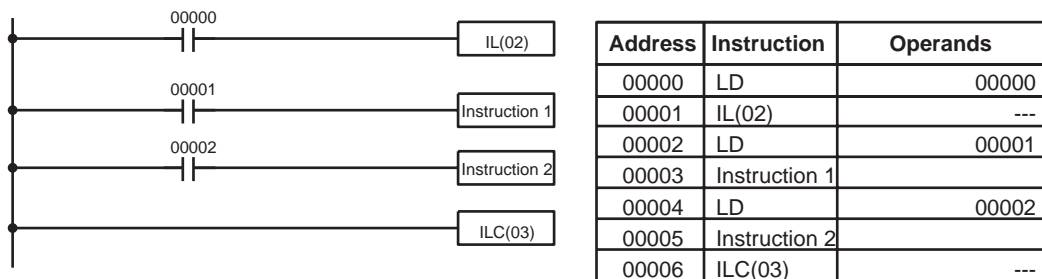 00000
IL(02)
00001
Instruction 1
00002
Instruction 2
ILC(03)
Address Instruction Operands
00000 LD 00000
00001 IL(02) ---
00002 LD 00001
00003 Instruction 1
00004 LD 00002
00005 Instruction 2
00006 ILC(03) ---